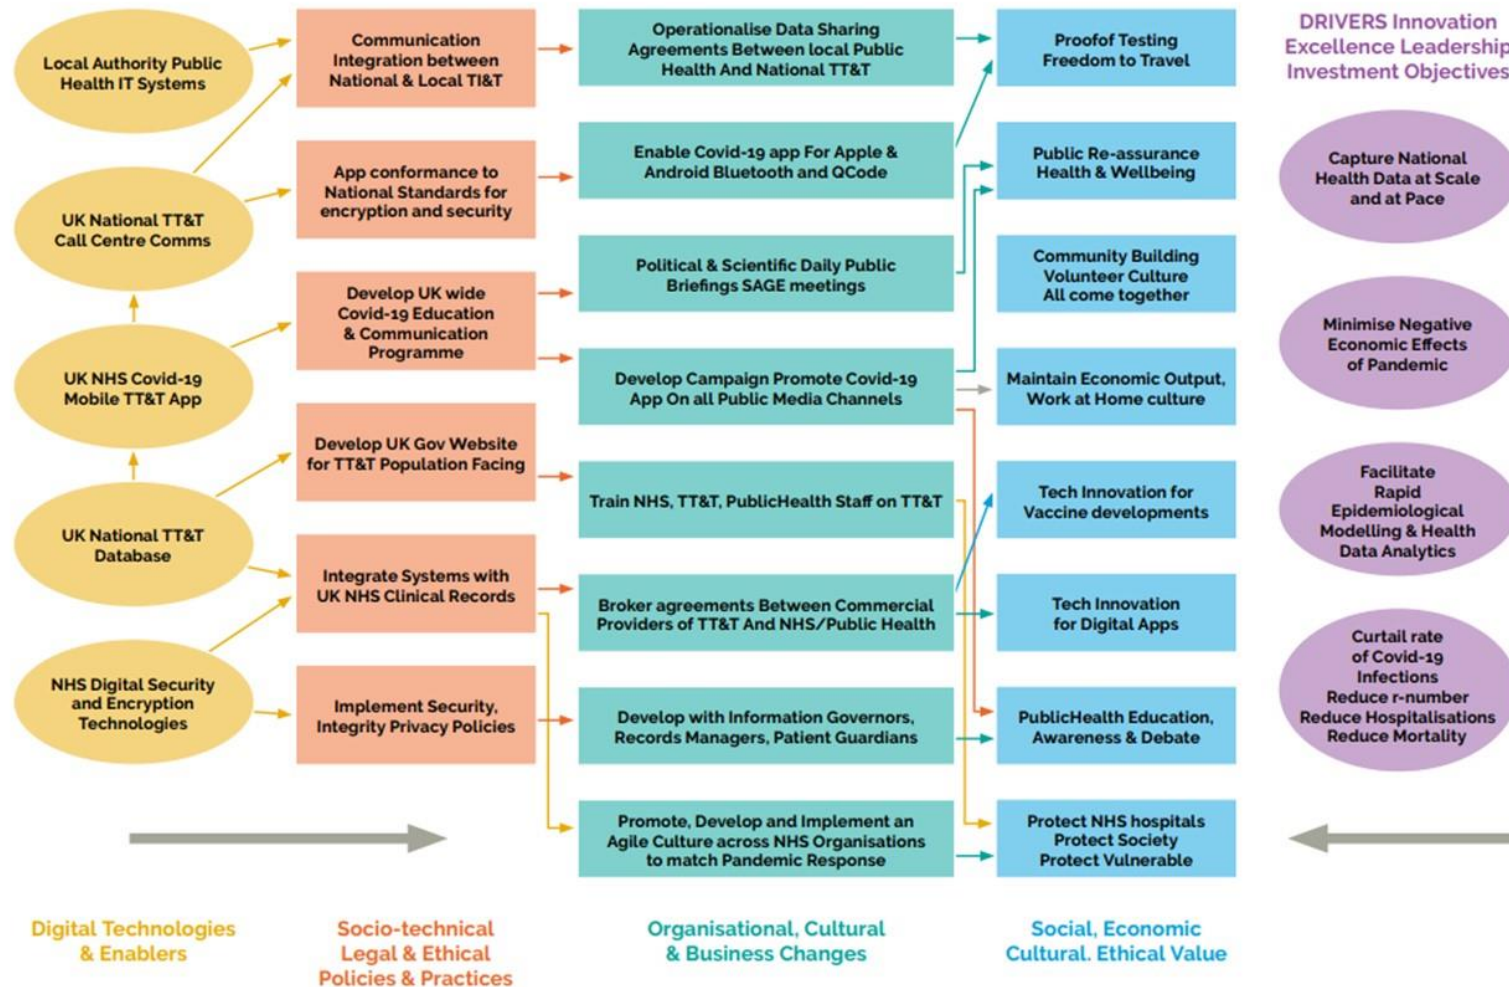 Local Authority Public
Health IT Systems
UK National TT&T
Call Centre Comms
UK NHS Covid-19
Mobile TT&T App
UK National TT&T
Database
NHS Digital Security
and Encryption
Technologies
Digital Technologies
& Enablers
Communication
Integration between
National & Local TI&T
App conformance to
National Standards for
encryption and security
Develop UK wide
Covid-19 Education
& Communication
Programme
Develop UK Gov Website
for TT&T Population Facing
Integrate Systems with
UK NHS Clinical Records
Implement Security,
Integrity Privacy Policies
Socio-technical
Legal & Ethical
Policies & Practices
Operationalise Data Sharing
Agreements Between local Public
Health And National TT&T
Enable Covid-19 app For Apple &
Android Bluetooth and QCode
Political & Scientific Daily Public
Briefings SAGE meetings
Develop Campaign Promote Covid-19
App On all Public Media Channels
Train NHS, TT&T, PublicHealth Staff on TT&T
Broker agreements Between Commercial
Providers of TT&T And NHS/Public Health
Develop with Information Governors,
Records Managers, Patient Guardians
Promote, Develop and Implement an
Agile Culture across NHS Organisations
to match Pandemic Response
Organisational, Cultural
& Business Changes
Proofof Testing
Freedom to Travel
Public Re-assurance
Health & Wellbeing
Community Building
Volunteer Culture
All come together
Maintain Economic Output,
Work at Home culture
Tech Innovation for
Vaccine developments
Tech Innovation
for Digital Apps
PublicHealth Education,
Awareness & Debate
Protect NHS hospitals
Protect Society
Protect Vulnerable
Social, Economic
Cultural. Ethical Value
DRIVERS Innovation
Excellence Leadership
Investment Objectives
Capture National
Health Data at Scale
and at Pace
Minimise Negative
Economic Effects
of Pandemic
Facilitate
Rapid
Epidemiological
Modelling & Health
Data Analytics
Curtail rate
of Covid-19
Infections
Reduce r-number
Reduce Hospitalisations
Reduce Mortality